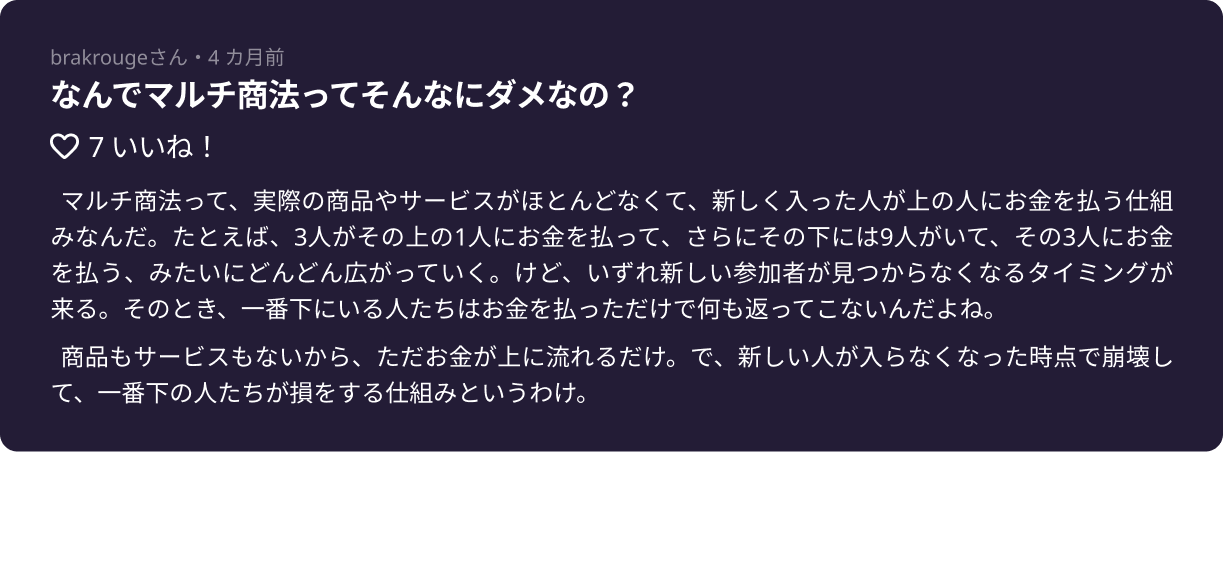 brakrougeさん • 4 カ月前
なんでマルチ商法ってそんなにダメなの？
7 いいね！
マルチ商法って、実際の商品やサービスがほとんどなくて、新しく入った人が上の人にお金を払う仕組
みなんだ。たとえば、3人がその上の1人にお金を払って、さらにその下には9人がいて、その3人にお金
を払う、みたいにどんどん広がっていく。けど、いずれ新しい参加者が見つからなくなるタイミングが
来る。そのとき、一番下にいる人たちはお金を払っただけで何も返ってこないんだよね。
商品もサービスもないから、ただお金が上に流れるだけ。で、新しい人が入らなくなった時点で崩壊し
て、一番下の人たちが損をする仕組みというわけ。